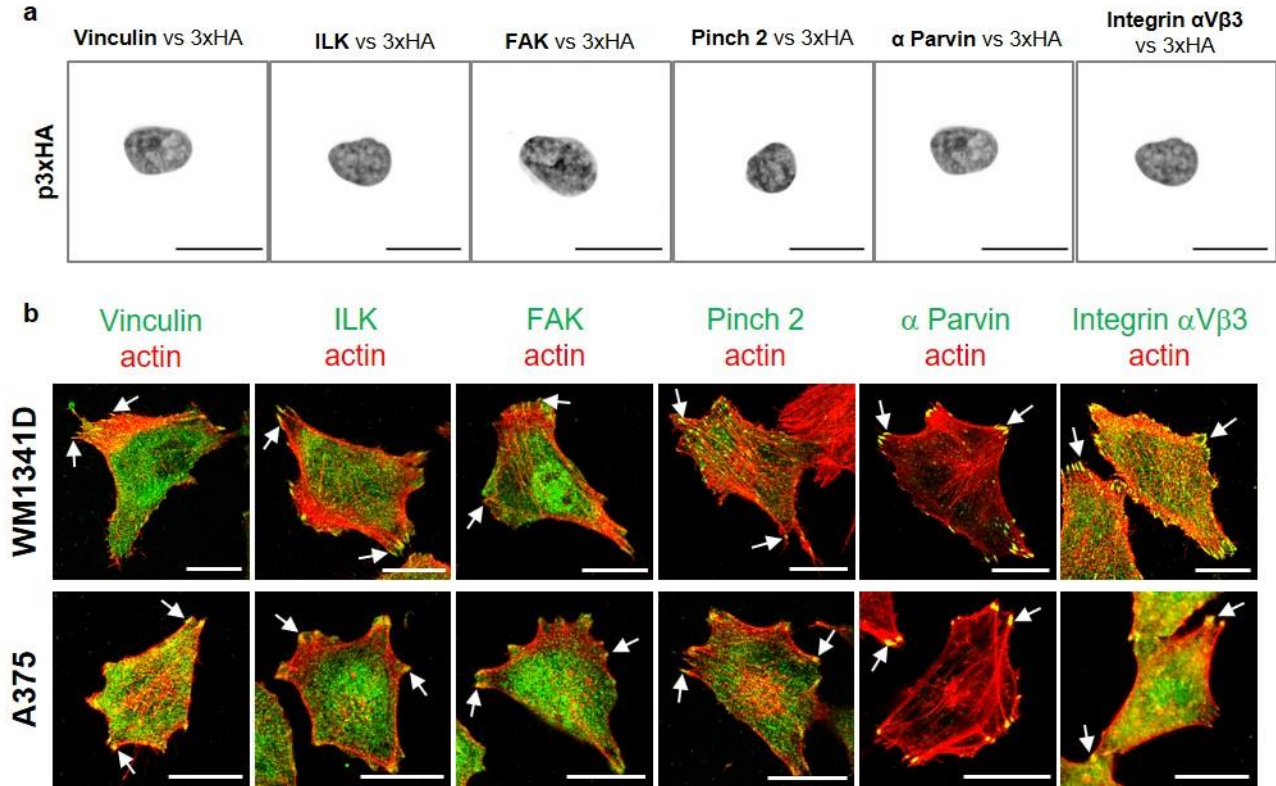 a
Vinculin vs 3xHA
ILK vs 3xHA
FAK vs 3xHA
Pinch 2 vs 3xHA
α Parvin vs 3xHA
Integrin αVβ3
vs 3xHA
p3xHA
b
Vinculin
actin
ILK
actin
FAK
actin
Pinch 2
actin
α Parvin
actin
Integrin αVβ3
actin
WM1341D
A375